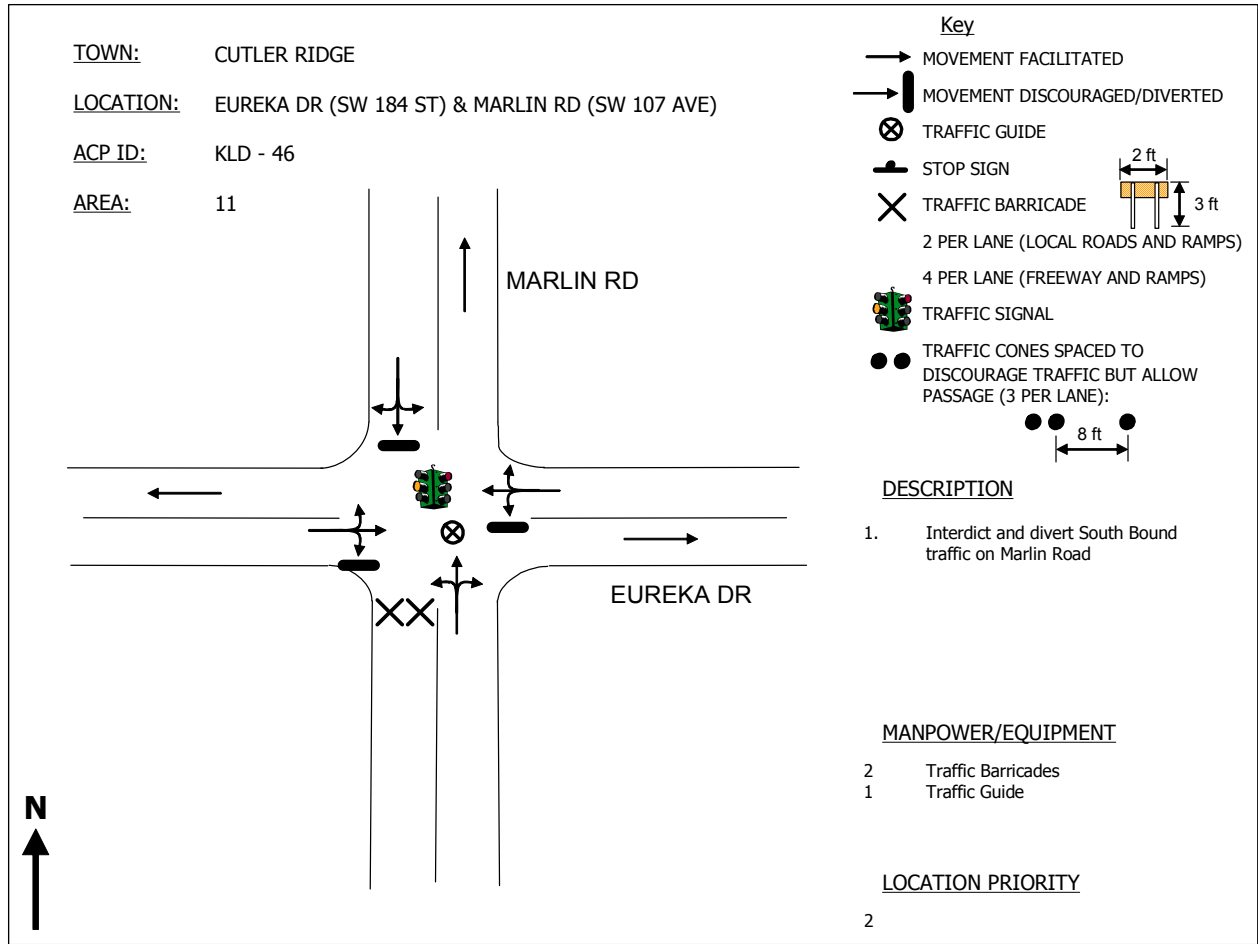 TOWN: CUTLER RIDGE
LOCATION: EUREKA DR (SW 184 ST) & MARLIN RD (SW 107 AVE)
ACP ID: KLD - 46
AREA: 11
MARLIN RD
EUREKA DR
N
Key
MOVEMENT FACILITATED
MOVEMENT DISCOURAGED/DIVERTED
TRAFFIC GUIDE
STOP SIGN
2 ft
TRAFFIC BARRICADE
3 ft
2 PER LANE (LOCAL ROADS AND RAMPS)
4 PER LANE (FREEWAY AND RAMPS)
TRAFFIC SIGNAL
TRAFFIC CONES SPACED TO
DISCOURAGE TRAFFIC BUT ALLOW
PASSAGE (3 PER LANE):
8 ft
DESCRIPTION
1. Interdict and divert South Bound
traffic on Marlin Road
MANPOWER/EQUIPMENT
2 Traffic Barricades
1 Traffic Guide
LOCATION PRIORITY
2